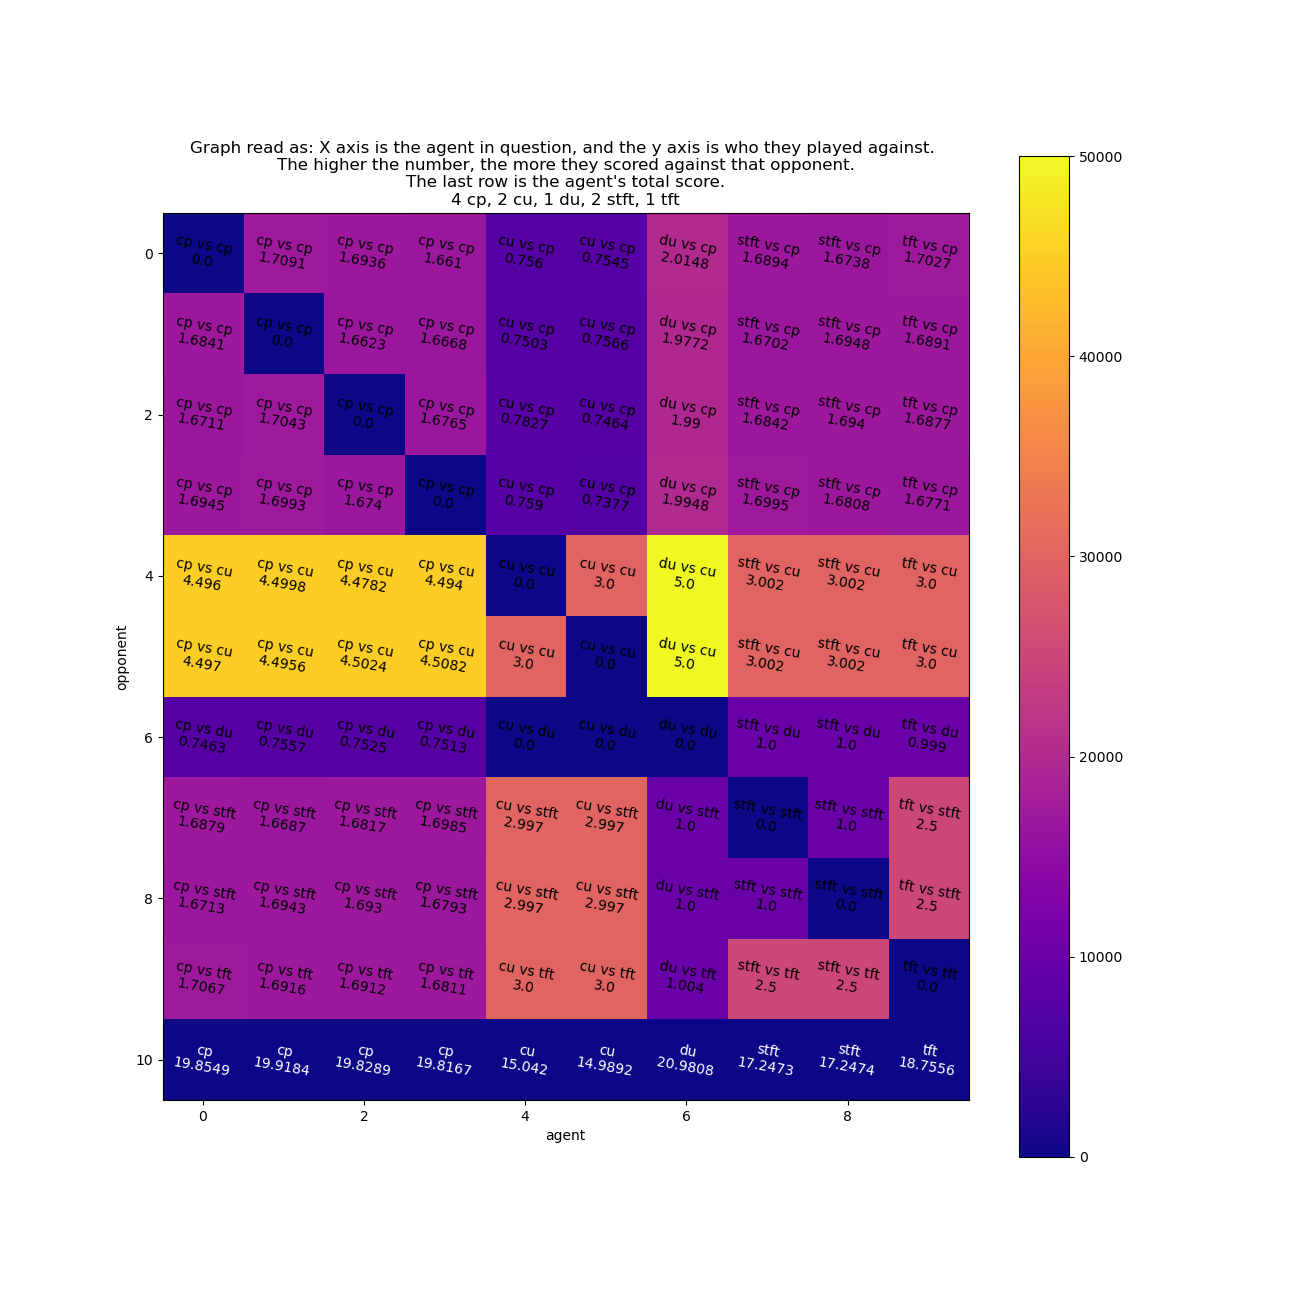 Graph read as: X axis is the agent in question, and the y axis is who they played against.
The higher the number, the more they scored against that opponent.
The last row is the agent's total score.
4 cp, 2 cu, 1 du, 2 stft, 1 tft
0
cp vs cp cp vs cp cp vs cp cp vs cp cu vs cp cu vs cp du vs cp stft vs cp stft vs cp tft vs cp
0.0 1.7091 1.6936 1.661 0.756 0.7545 2.0148 1.6894 1.6738 1.7027
cp vs cp cp vs cp cp vs cp cp vs cp cu vs cp cu vs cp du vs cp stft vs cp stft vs cp tft vs cp
1.6841 0.0 1.6623 1.6668 0.7503 0.7566 1.9772 1.6702 1.6948 1.6891
2
cp vs cp cp vs cp cp vs cp cp vs cp cu vs cp cu vs cp du vs cp stft vs cp stft vs cp tft vs cp
1.6711 1.7043 0.0 1.6765 0.7827 0.7464 1.99 1.6842 1.694 1.6877
cp vs cp cp vs cp cp vs cp cp vs cp cu vs cp cu vs cp du vs cp stft vs cp stft vs cp tft vs cp
1.6945 1.6993 1.674 0.0 0.759 0.7377 1.9948 1.6995 1.6808 1.6771
4
cp vs cu cp vs cu cp vs cu cp vs cu cu vs cu cu vs cu du vs cu stft vs cu stft vs cu tft vs cu
4.496 4.4998 4.4782 4.494 0.0 3.0 5.0 3.002 3.002 3.0
cp vs cu cp vs cu cp vs cu cp vs cu cu vs cu cu vs cu du vs cu stft vs cu stft vs cu tft vs cu
4.497 4.4956 4.5024 4.5082 3.0 0.0 5.0 3.002 3.002 3.0
6
cp vs du cp vs du cp vs du cp vs du cu vs du cu vs du du vs du stft vs du stft vs du tft vs du
0.7463 0.7557 0.7525 0.7513 0.0 0.0 0.0 1.0 1.0 0.999
cp vs stft cp vs stft cp vs stft cp vs stft cu vs stft cu vs stft du vs stft stft vs stft stft vs stft tft vs stft
1.6879 1.6687 1.6817 1.6985 2.997 2.997 1.0 0.0 1.0 2.5
8
cp vs stft cp vs stft cp vs stft cp vs stft cu vs stft cu vs stft du vs stft stft vs stft stft vs stft tft vs stft
1.6713 1.6943 1.693 1.6793 2.997 2.997 1.0 1.0 0.0 2.5
cp vs tft cp vs tft cp vs tft cp vs tft cu vs tft cu vs tft du vs tft stft vs tft stft vs tft tft vs tft
1.7067 1.6916 1.6912 1.6811 3.0 3.0 1.004 2.5 2.5 0.0
10
cp cp cp cp cu cu du stft stft tft
19.8549 19.9184 19.8289 19.8167 15.042 14.9892 20.9808 17.2473 17.2474 18.7556
0 2 4 6 8
agent
opponent
50000
40000
30000
20000
10000
0